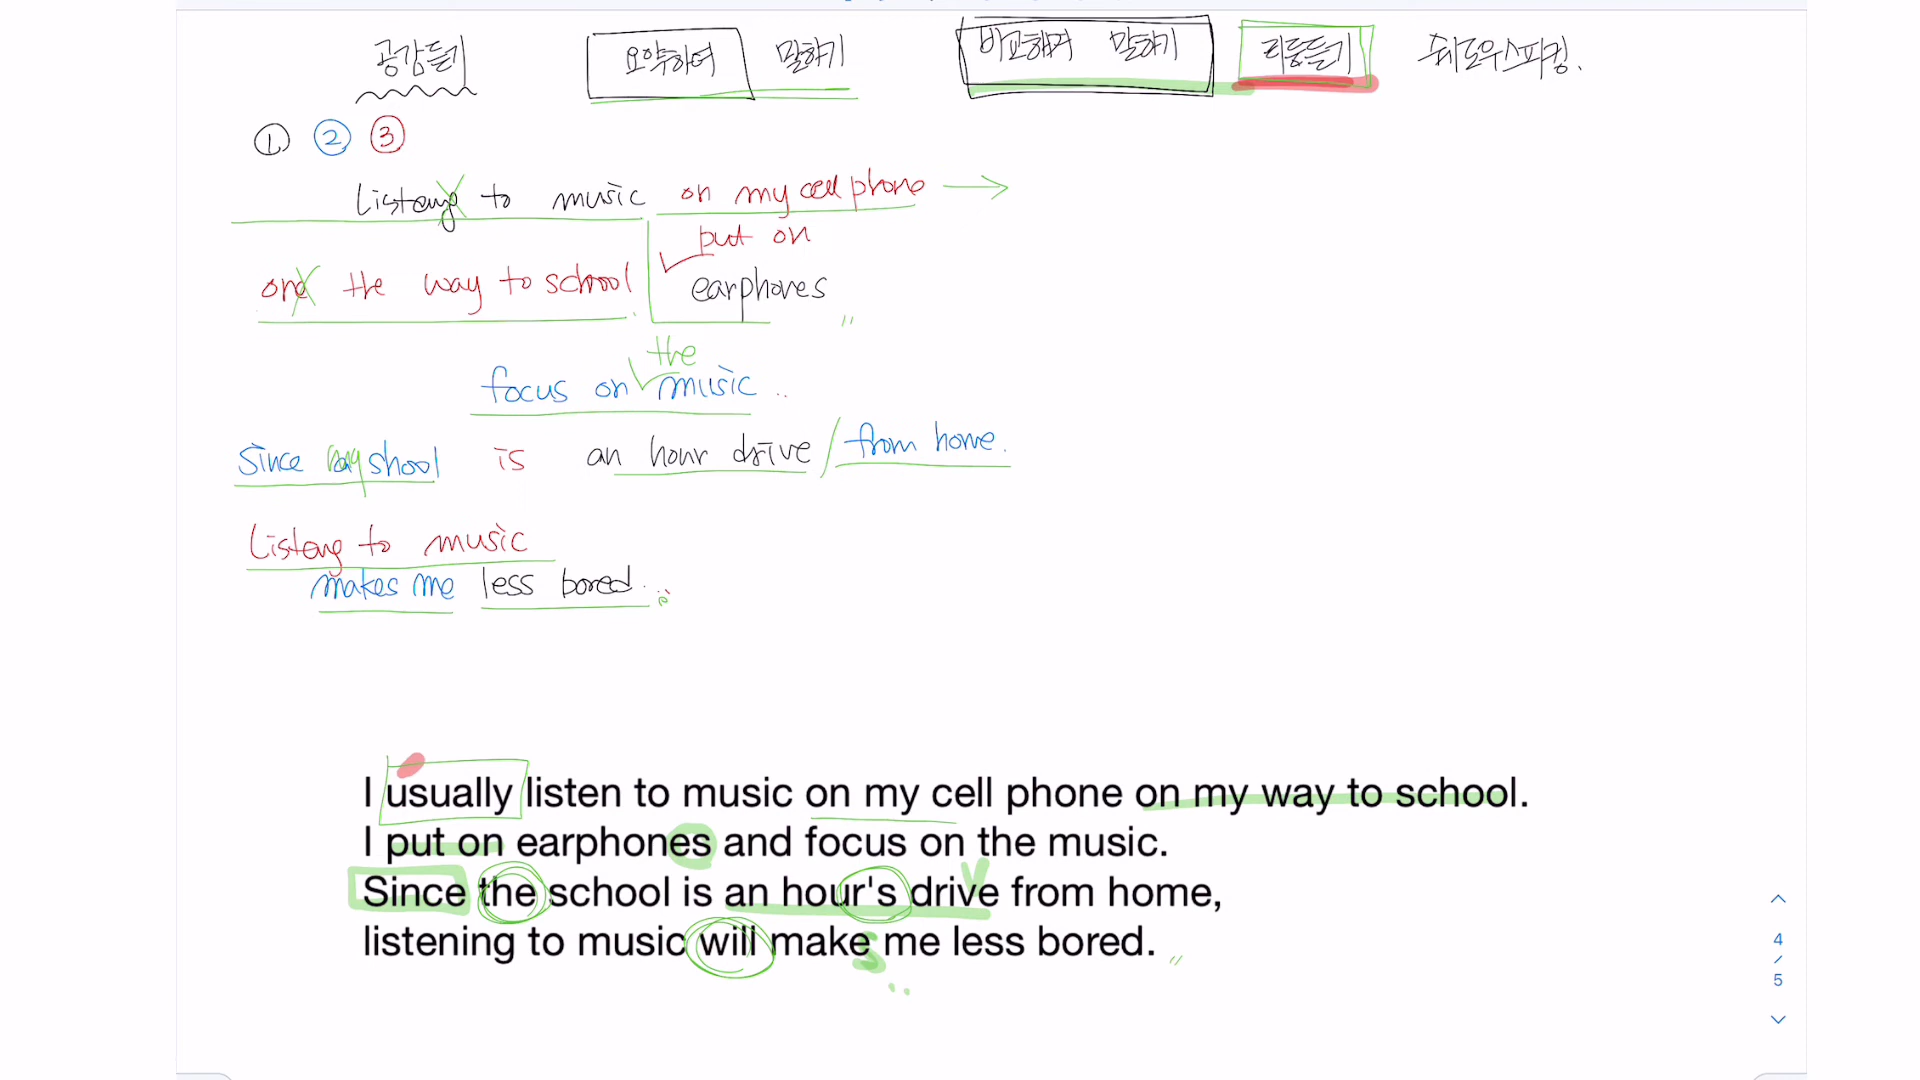 공감듣기 요약하여 말하기 비교하며 말하기 리듬듣기 쉐도우스피킹.
① ② ③
to music on my cell phone →
put on
the way to school earphones
the
focus on music ..
since my shool is an hour drive / from home.
to music
makes me less bored..
I usually listen to music on my cell phone on my way to school.
I put on earphones and focus on the music.
Since the school is an hour's drive from home,
listening to music will make me less bored.
s
4
/
5